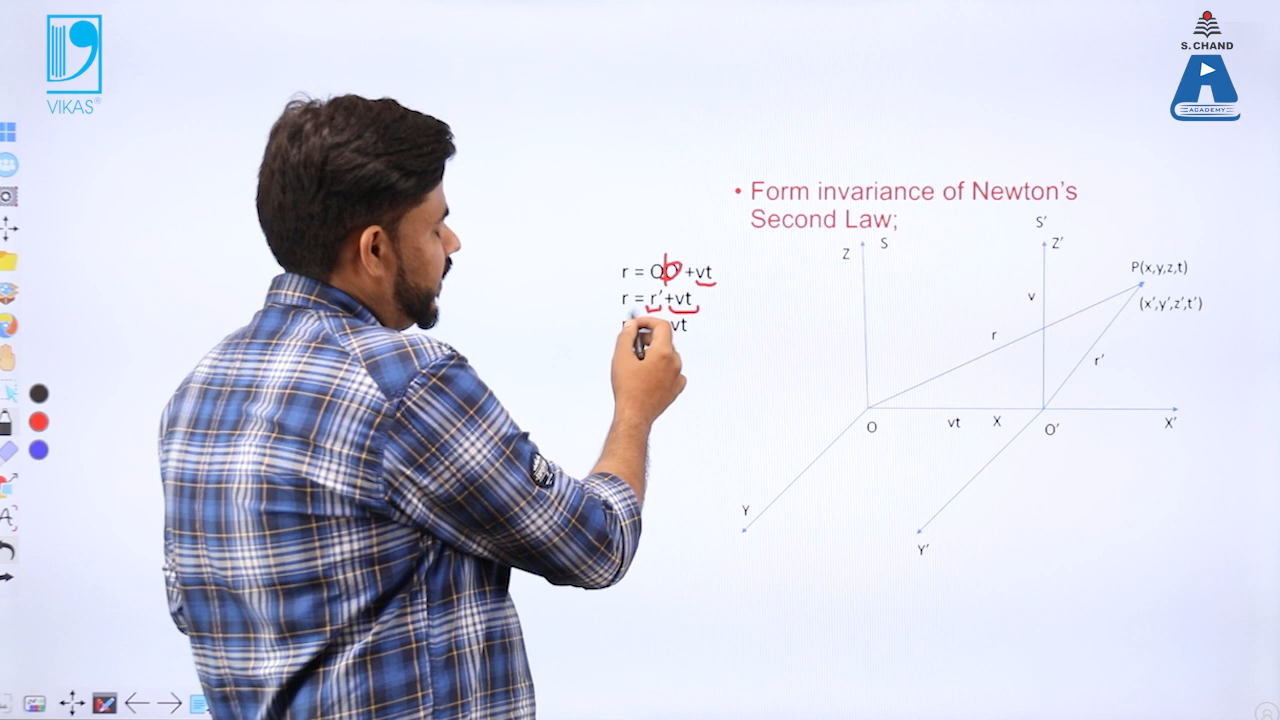 VIKAS®
S. CHAND
ACADEMY
• Form invariance of Newton's
Second Law;
r = OO' +vt
r = r'+vt
vt
Z
S
S'
Z'
P(x,y,z,t)
(x',y',z',t')
v
r
r'
O
vt
X
O'
X'
Y
Y'